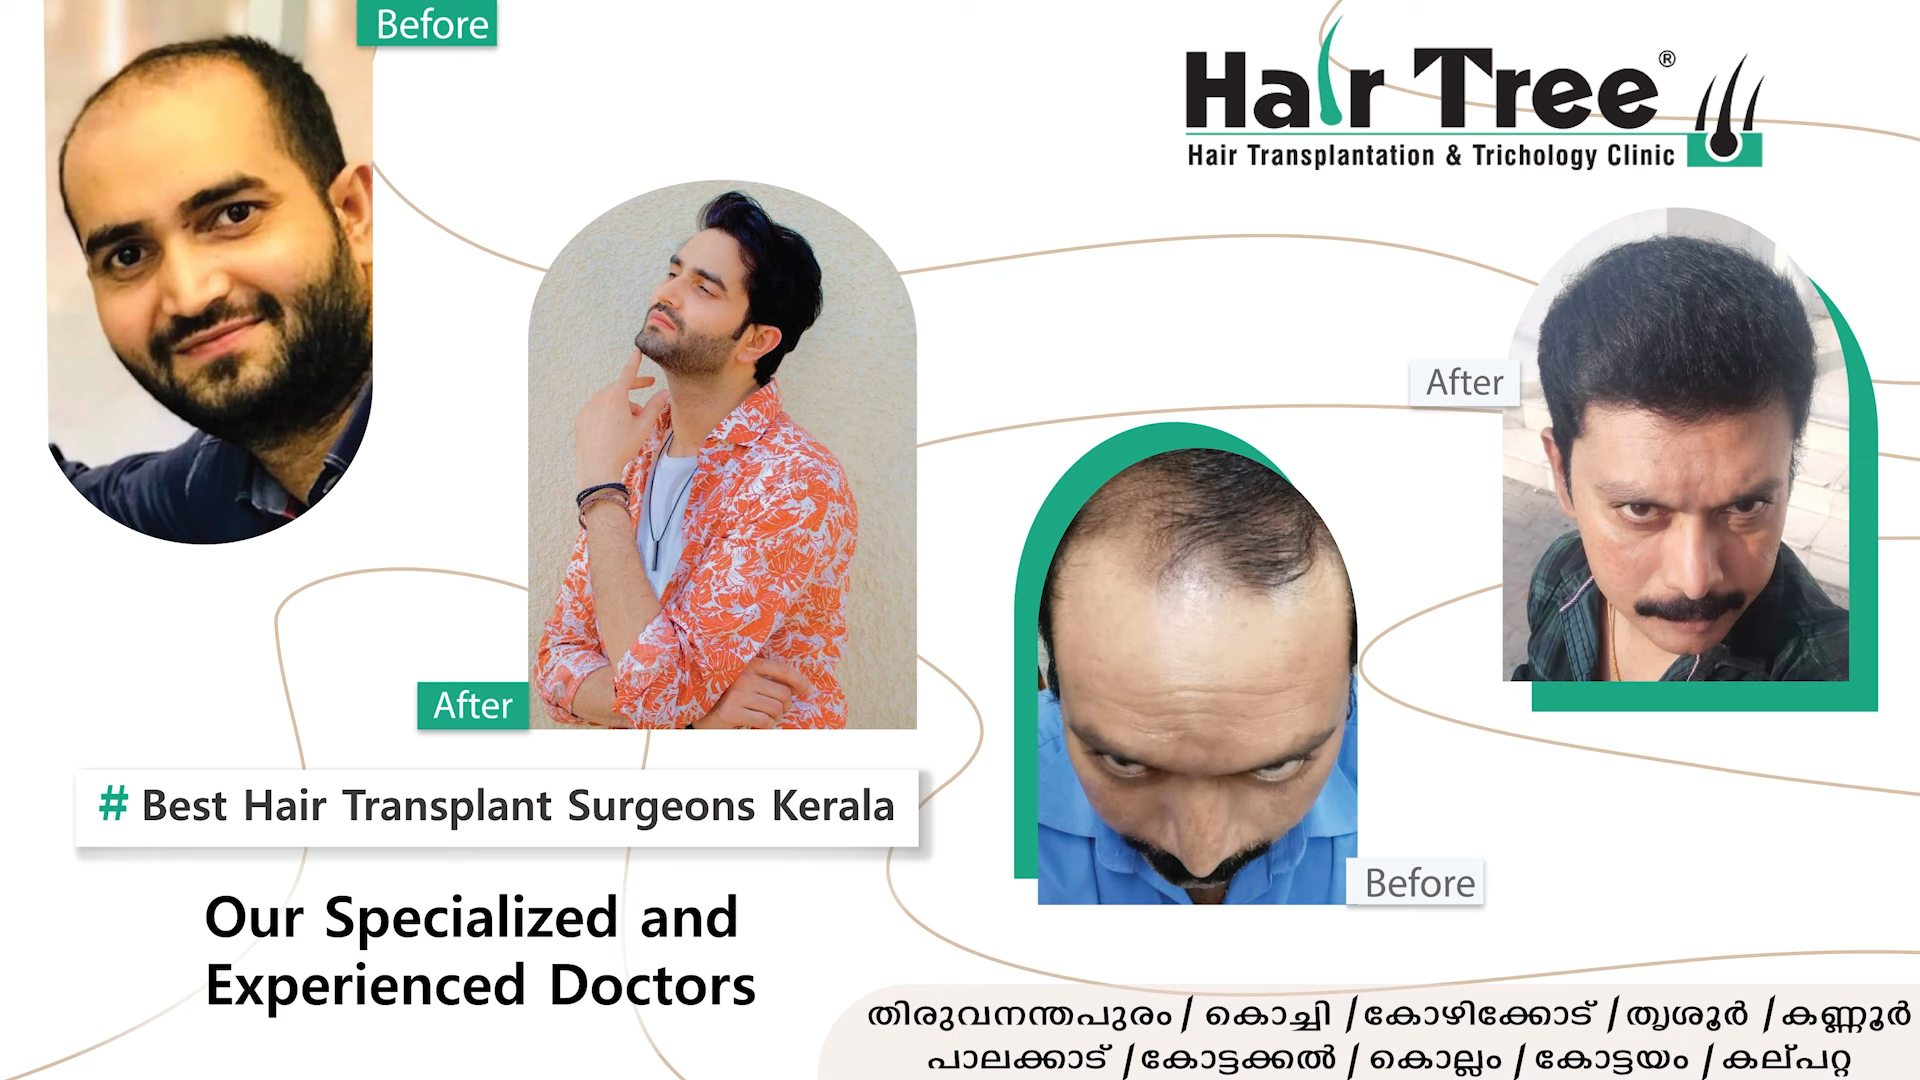 Before
Hair Tree®
Hair Transplantation & Trichology Clinic
After
After
# Best Hair Transplant Surgeons Kerala
Before
Our Specialized and
Experienced Doctors
തിരുവനന്തപുരം / കൊച്ചി / കോഴിക്കോട് / തൃശൂർ / കണ്ണൂർ
പാലക്കാട് / കോട്ടക്കൽ / കൊല്ലം / കോട്ടയം / കല്പറ്റ